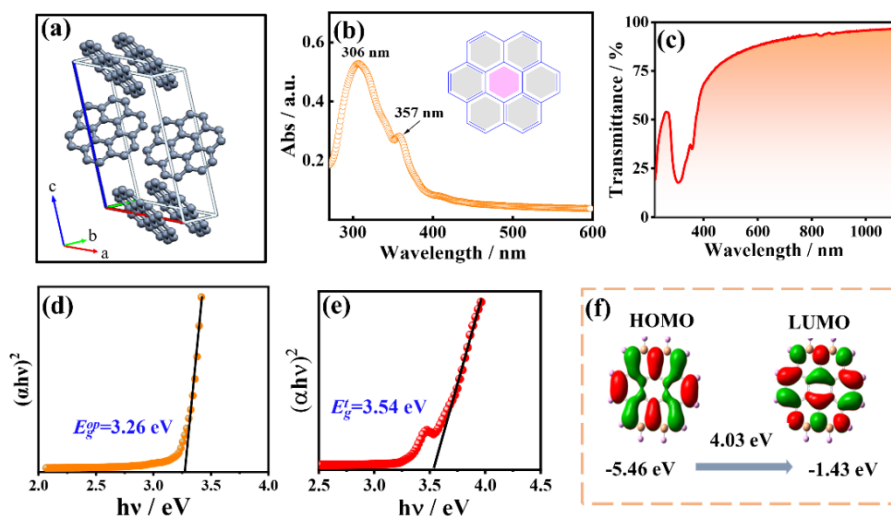 (a)
c
b
a
(b)
306 nm
357 nm
Abs / a.u.
0.6
0.4
0.2
300 400 500 600
Wavelength / nm
(c)
Transmittance / %
100
75
50
25
0
400 600 800 1000
Wavelength / nm
(d)
(αhν)²
E_g^op=3.26 eV
2.0 2.5 3.0 3.5 4.0
hν / eV
(e)
(αhν)²
E_g^t=3.54 eV
2.5 3.0 3.5 4.0 4.5
hν / eV
(f)
HOMO LUMO
4.03 eV
-5.46 eV -1.43 eV